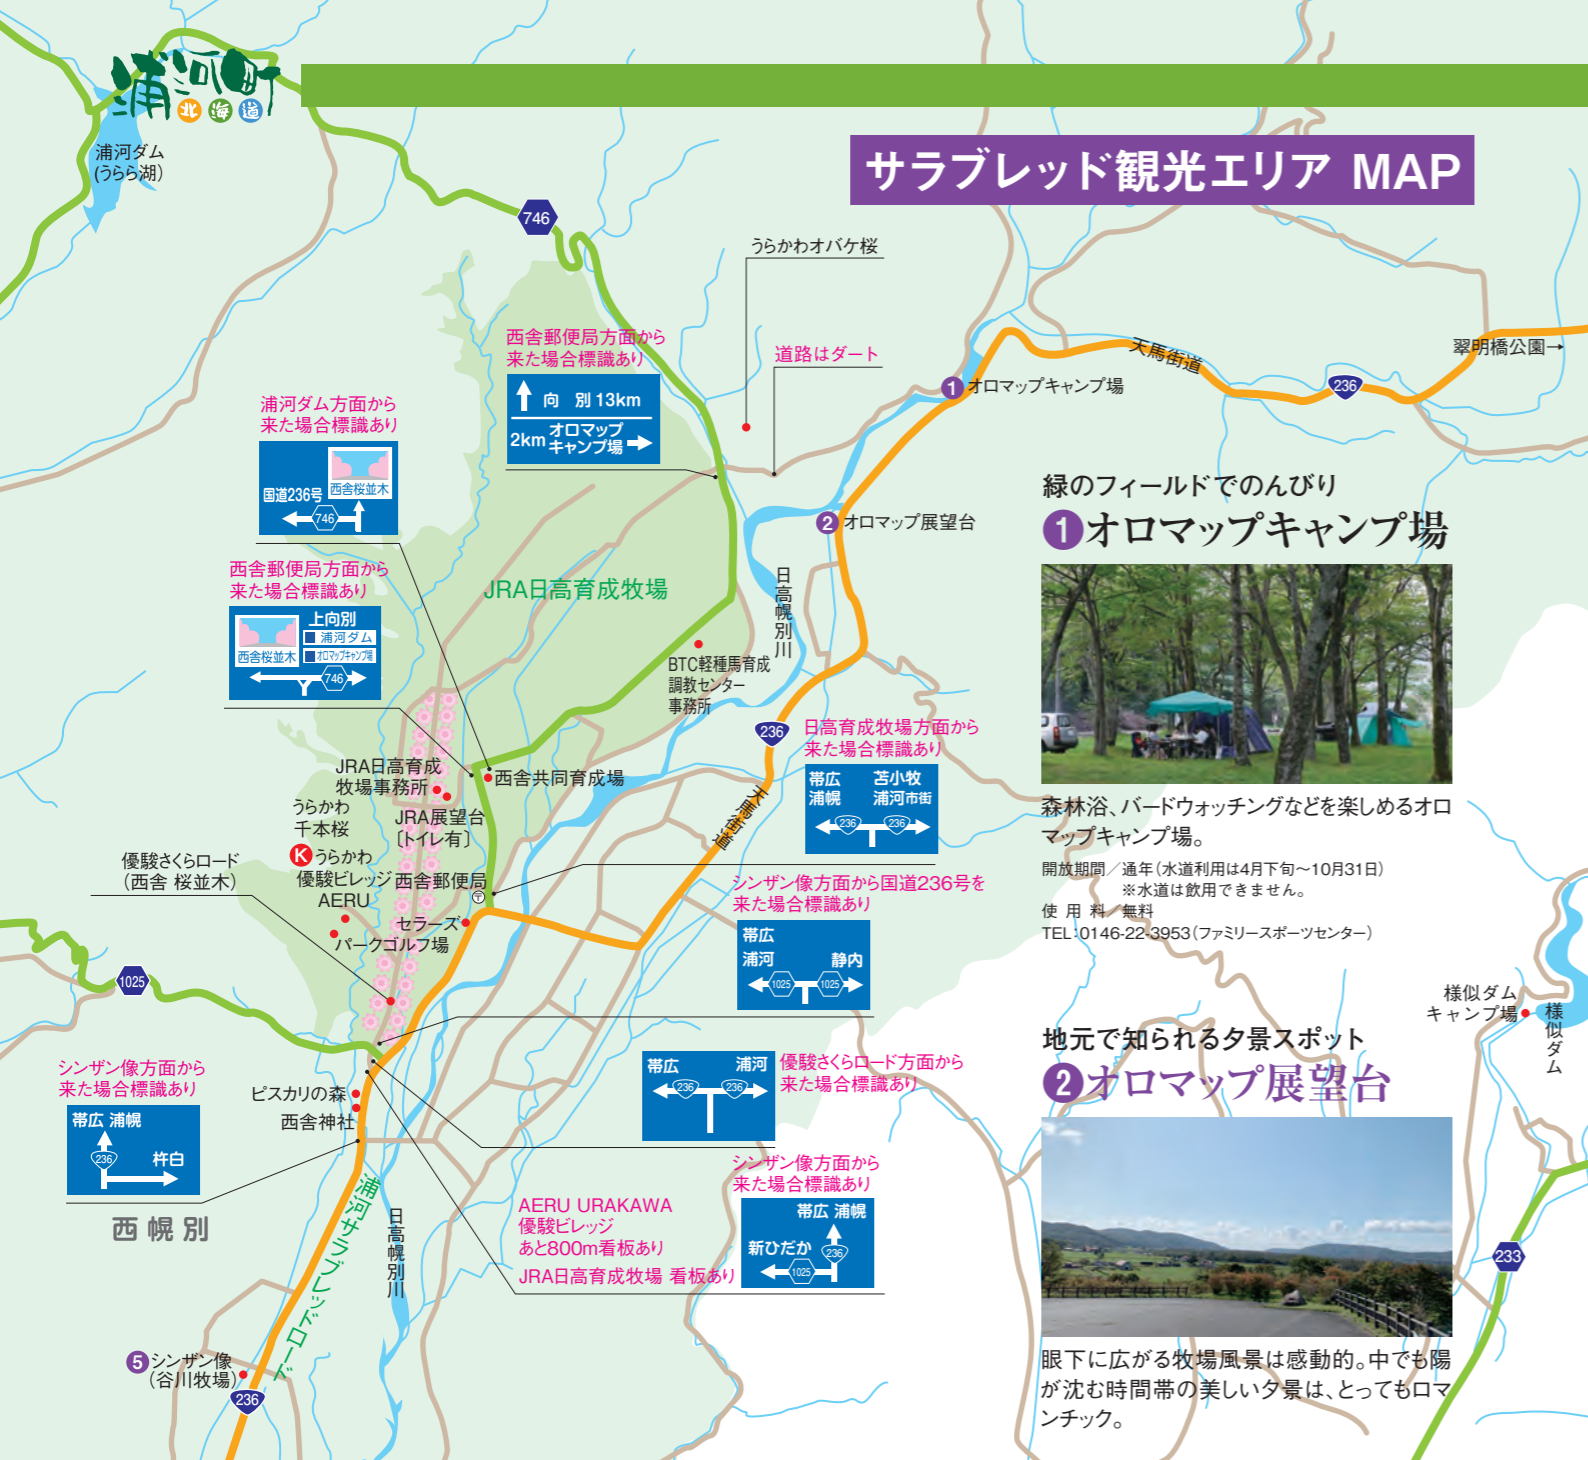 浦河町
北海道
サラブレッド観光エリア MAP
浦河ダム
(うらら湖)
746
うらかわオバケ桜
西舎郵便局方面から
来た場合標識あり
向 別 13km
2km オロマップ
キャンプ場
道路はダート
天馬街道
翠明橋公園→
236
1 オロマップキャンプ場
浦河ダム方面から
来た場合標識あり
西舎桜並木
国道236号
746
2 オロマップ展望台
西舎郵便局方面から
来た場合標識あり
上向別
浦河ダム
西舎桜並木
オロマップキャンプ場
746
JRA日高育成牧場
日高幌別川
BTC軽種馬育成
調教センター
事務所
236
日高育成牧場方面から
来た場合標識あり
帯広 苫小牧
浦幌 浦河市街
236 236
天馬街道
JRA日高育成
牧場事務所
西舎共同育成場
うらかわ
千本桜
JRA展望台
〔トイレ有〕
優駿さくらロード
(西舎 桜並木)
K うらかわ
優駿ビレッジ
AERU
西舎郵便局
〒
セラーズ
パークゴルフ場
シンザン像方面から国道236号を
来た場合標識あり
帯広
浦河 静内
1025 1025
1025
シンザン像方面から
来た場合標識あり
帯広 浦幌
236
杵臼
ピスカリの森
西舎神社
帯広 浦河
236 236
優駿さくらロード方面から
来た場合標識あり
シンザン像方面から
来た場合標識あり
帯広 浦幌
新ひだか 236
1025
AERU URAKAWA
優駿ビレッジ
あと800m看板あり
JRA日高育成牧場 看板あり
西幌別
浦河サラブレッドロード
日高幌別川
5 シンザン像
(谷川牧場)
236
緑のフィールドでのんびり
1オロマップキャンプ場
森林浴、バードウォッチングなどを楽しめるオロ
マップキャンプ場。
開放期間／通年(水道利用は4月下旬〜10月31日)
※水道は飲用できません。
使 用 料／無料
TEL:0146-22-3953(ファミリースポーツセンター)
地元で知られる夕景スポット
2オロマップ展望台
眼下に広がる牧場風景は感動的。中でも陽
が沈む時間帯の美しい夕景は、とってもロマ
ンチック。
様似ダム
キャンプ場
様似ダム
233